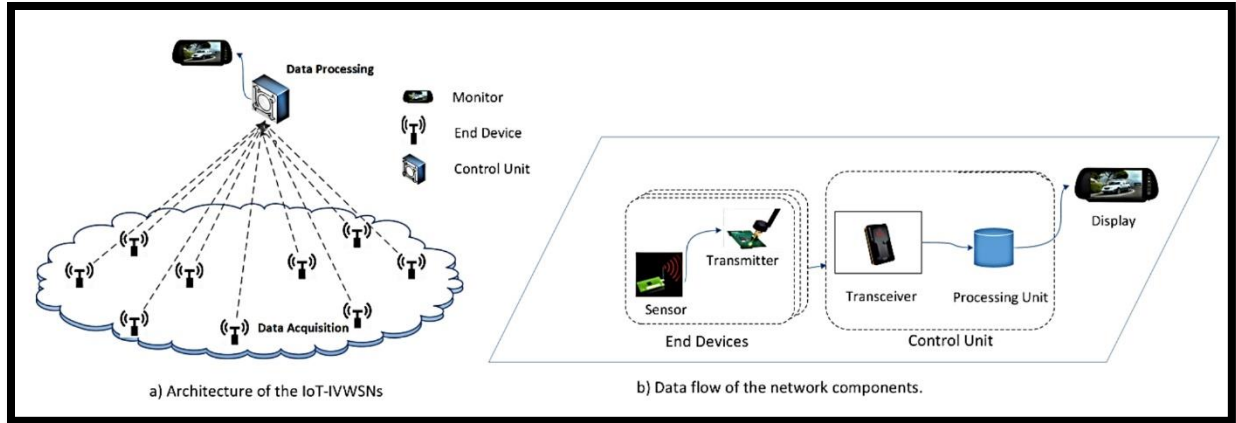 Data Processing
Monitor
End Device
Control Unit
Data Acquisition
a) Architecture of the IoT-IVWSNs
Display
Transmitter
Sensor
Transceiver
Processing Unit
End Devices
Control Unit
b) Data flow of the network components.